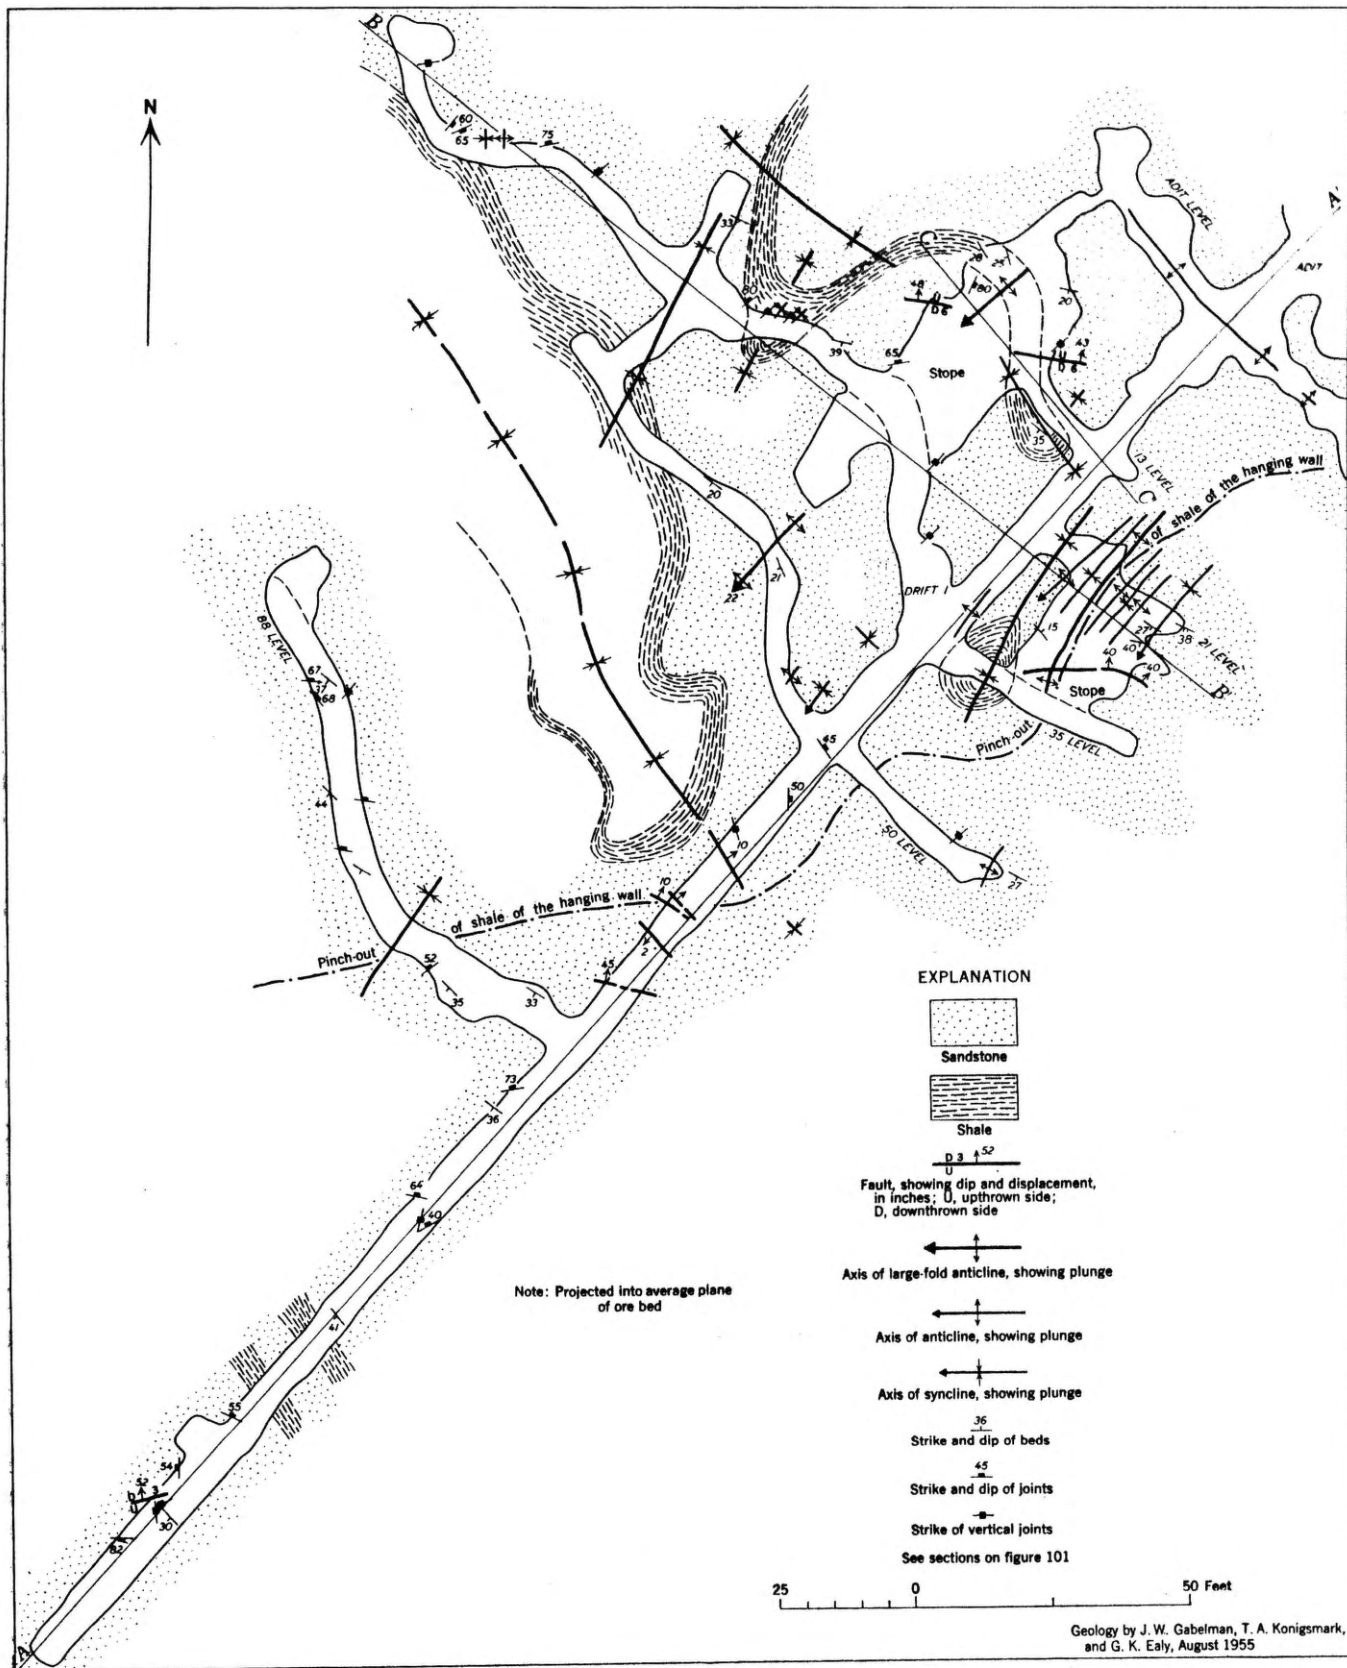 B
N
60
65
75
33
80
39
65
48
U
D 6
28
25
80
C
ADIT LEVEL
A'
ADIT
20
43
U
D 6
Stope
35
13 LEVEL
C'
of shale of the hanging wall
20
21
22
DRIFT 1
15
27
38
40
40
40
21 LEVEL
B'
Stope
35 LEVEL
Pinch-out
88 LEVEL
67
37
68
44
45
50
10
50 LEVEL
27
10
of shale of the hanging wall
Pinch-out
2
45
52
35
33
73
36
64
40
41
55
54
52
D 3
U
30
82
A
EXPLANATION
Sandstone
Shale
D 3 52
U
Fault, showing dip and displacement,
in inches; U, upthrown side;
D, downthrown side
Axis of large-fold anticline, showing plunge
Axis of anticline, showing plunge
Axis of syncline, showing plunge
36
Strike and dip of beds
45
Strike and dip of joints
Strike of vertical joints
See sections on figure 101
Note: Projected into average plane
of ore bed
25 0 50 Feet
Geology by J. W. Gabelman, T. A. Konigsmark,
and G. K. Ealy, August 1955